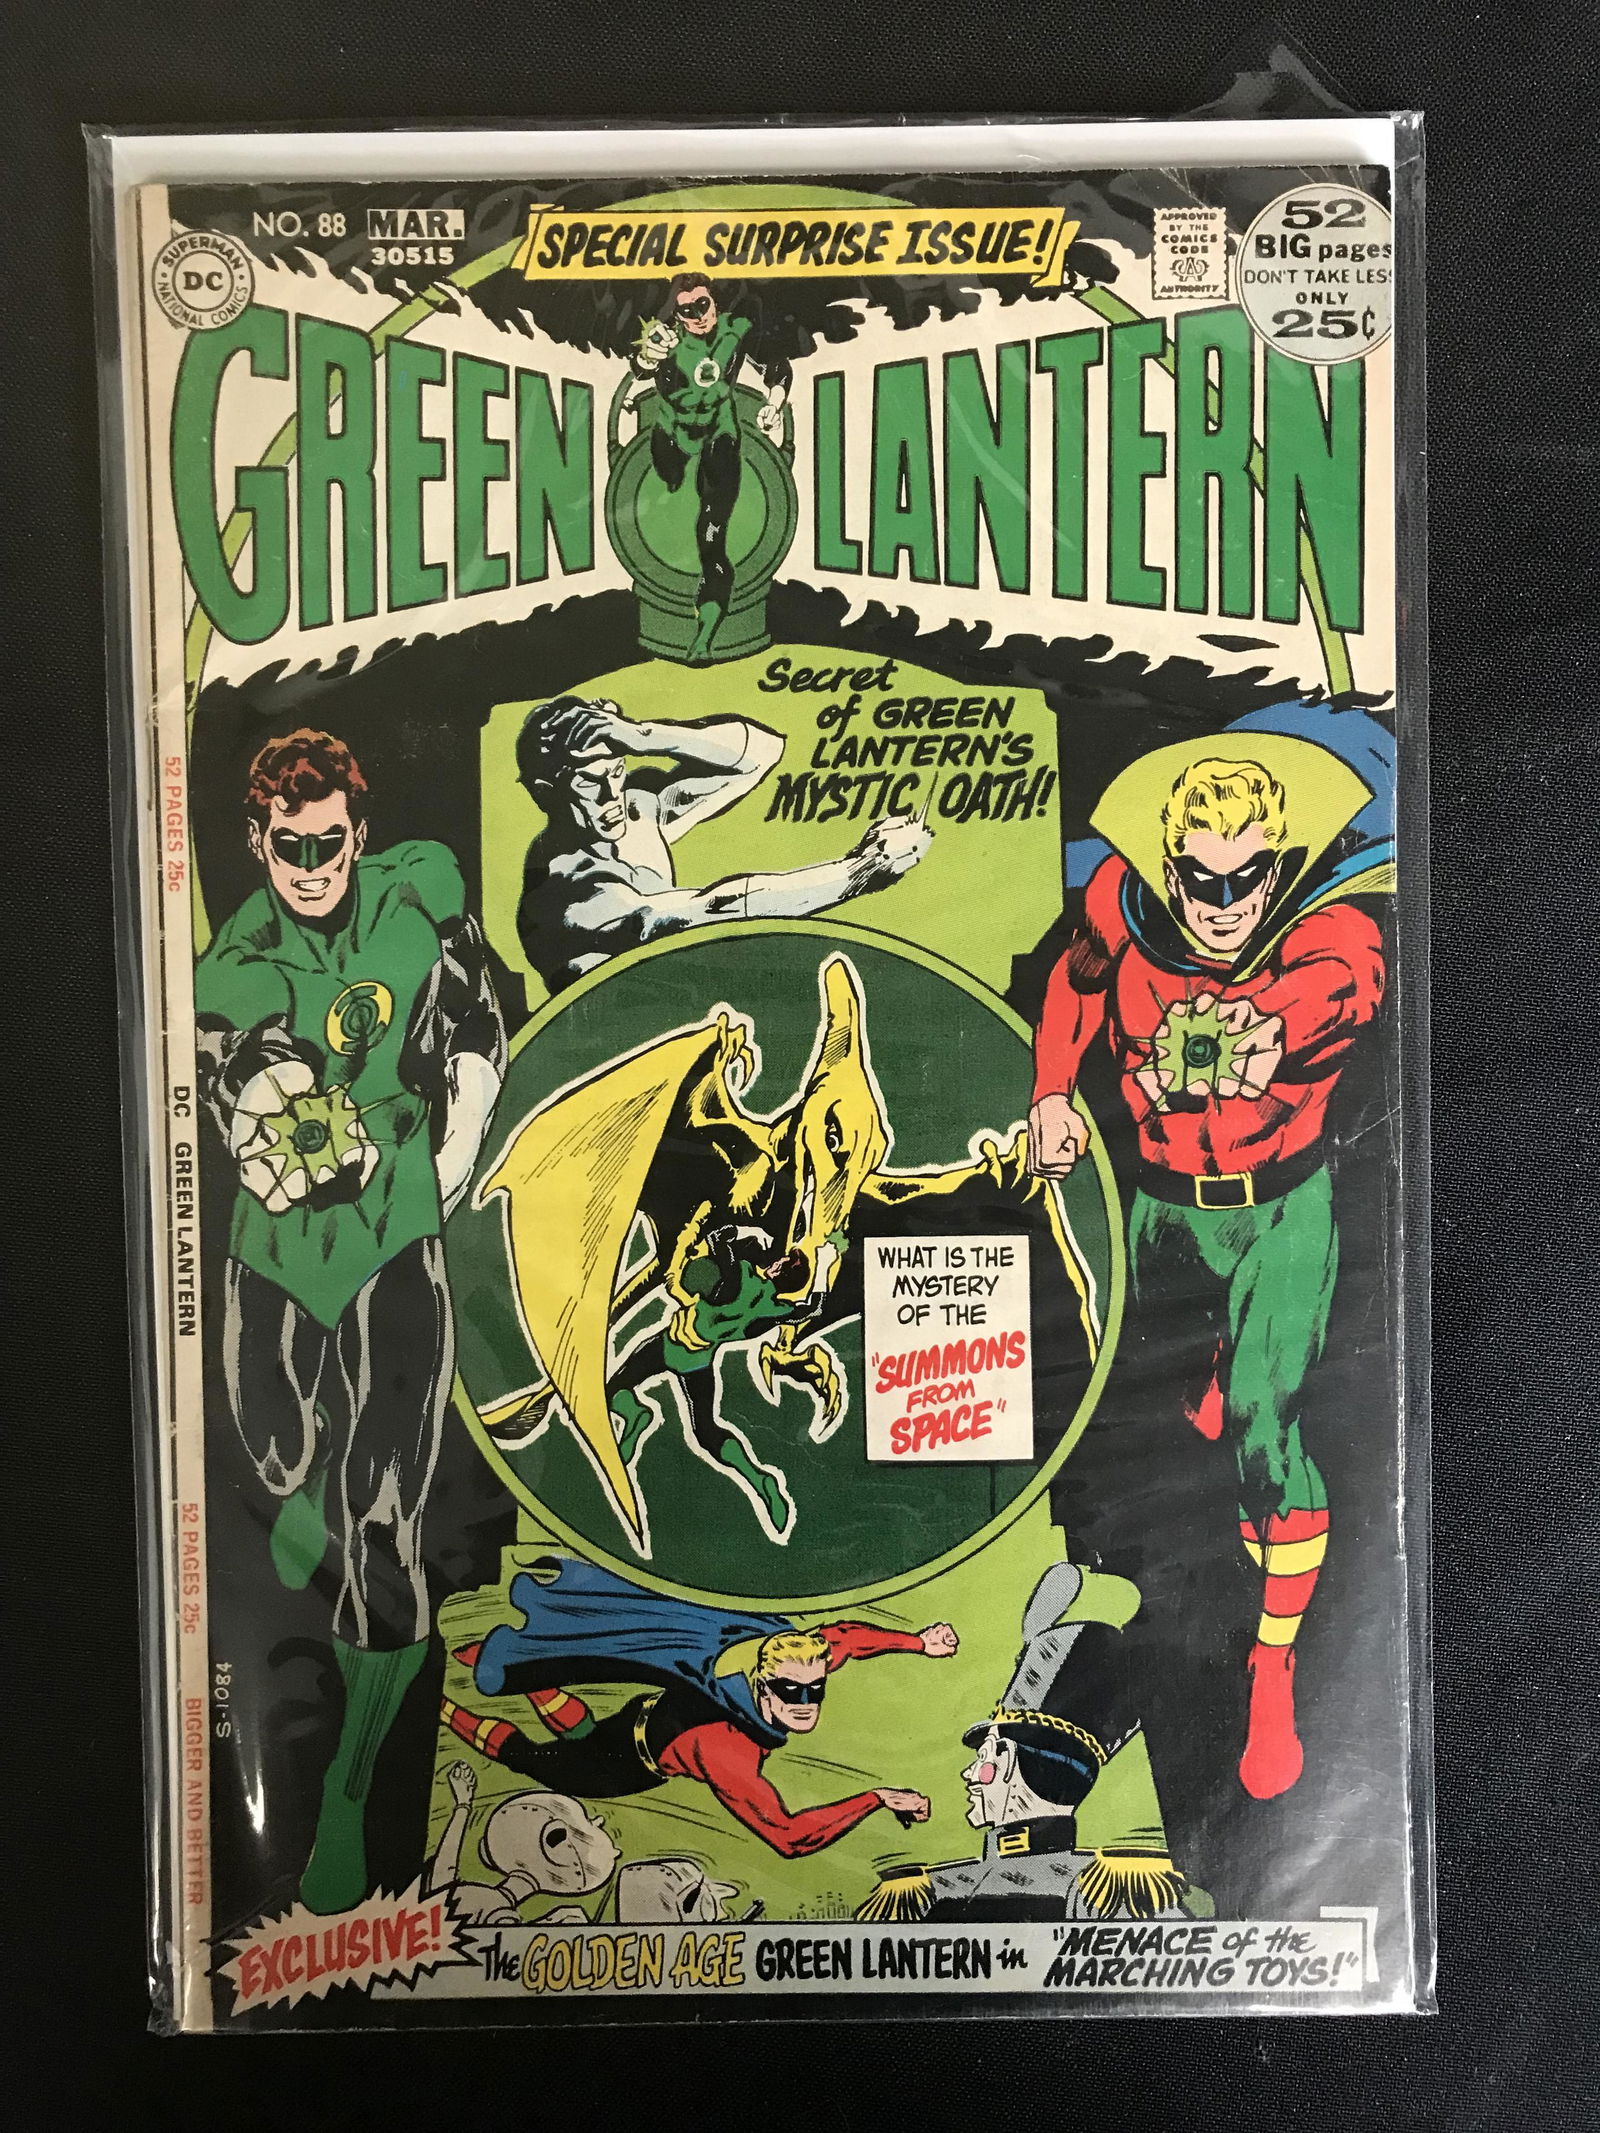 NO. 88 MAR.
30515
SUPERMAN
DC
NATIONAL COMICS
SPECIAL SURPRISE ISSUE!
APPROVED
BY THE
COMICS
CODE
AUTHORITY
52
BIG pages
DON'T TAKE LESS
ONLY
25¢
GREEN LANTERN
Secret
of GREEN
LANTERN'S
MYSTIC OATH!
WHAT IS THE
MYSTERY
OF THE
"SUMMONS
FROM
SPACE"
52 PAGES 25c
DC GREEN LANTERN
52 PAGES 25c
BIGGER AND BETTER
S-1084
EXCLUSIVE!
The GOLDEN AGE GREEN LANTERN in
"MENACE of the
MARCHING TOYS!"